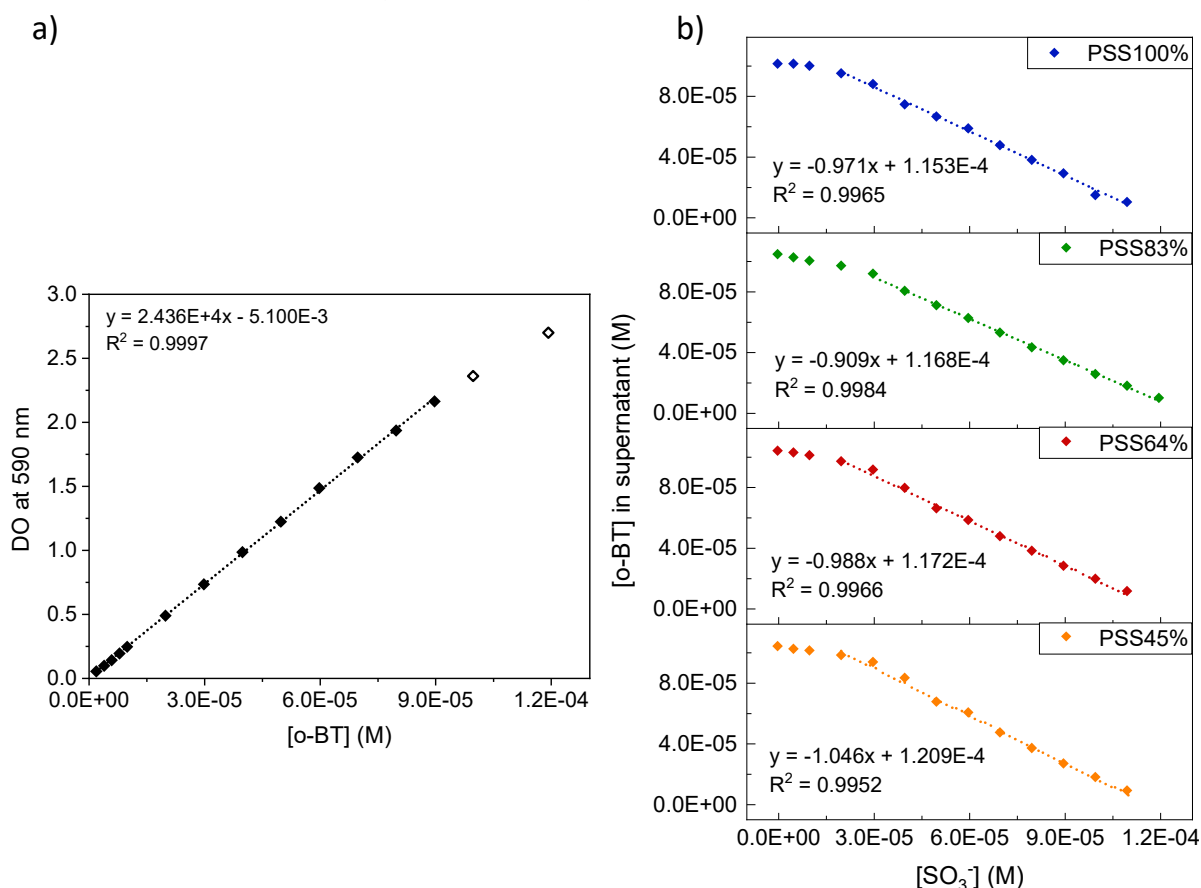 a)
y = 2.436E+4x - 5.100E-3
R² = 0.9997
DO at 590 nm
3.0
2.5
2.0
1.5
1.0
0.5
0.0
0.0E+00 3.0E-05 6.0E-05 9.0E-05 1.2E-04
[o-BT] (M)
b)
[o-BT] in supernatant (M)
PSS100%
8.0E-05
4.0E-05
0.0E+00
y = -0.971x + 1.153E-4
R² = 0.9965
PSS83%
8.0E-05
4.0E-05
0.0E+00
y = -0.909x + 1.168E-4
R² = 0.9984
PSS64%
8.0E-05
4.0E-05
0.0E+00
y = -0.988x + 1.172E-4
R² = 0.9966
PSS45%
8.0E-05
4.0E-05
0.0E+00
y = -1.046x + 1.209E-4
R² = 0.9952
0.0E+00 3.0E-05 6.0E-05 9.0E-05 1.2E-04
[SO₃⁻] (M)